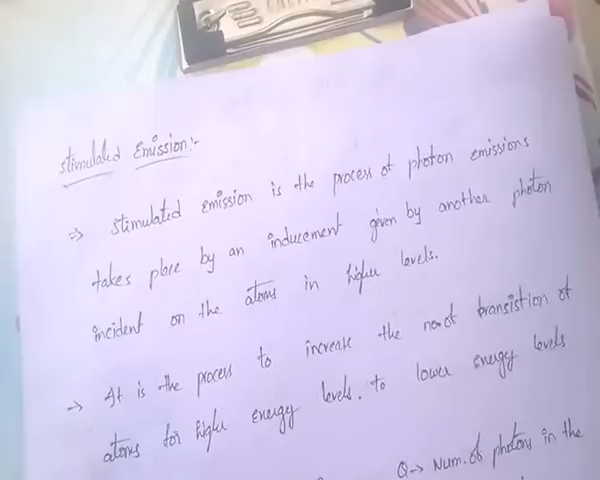 Stimulated Emission:-
⇒ Stimulated emission is the process of photon emissions
takes place by an inducement given by another photon
incident on the atoms in higher levels.
→ It is the process to increase the no.of transistion of
atoms for higher energy levels. to lower energy levels
Q→ Num.of photons in the